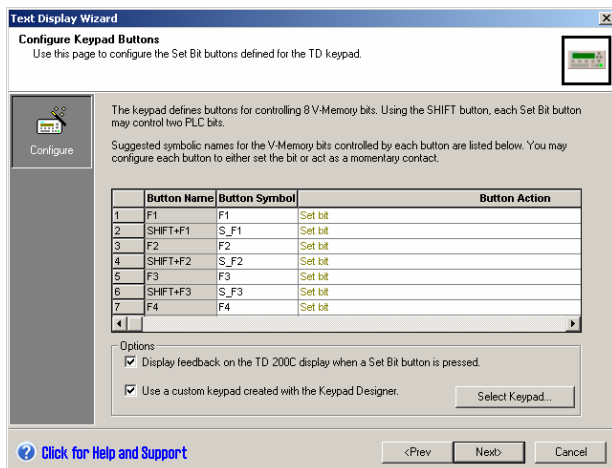 Text Display Wizard
Configure Keypad Buttons
Use this page to configure the Set Bit buttons defined for the TD keypad.
Configure
The keypad defines buttons for controlling 8 V-Memory bits. Using the SHIFT button, each Set Bit button
may control two PLC bits.
Suggested symbolic names for the V-Memory bits controlled by each button are listed below. You may
configure each button to either set the bit or act as a momentary contact.
Button Name Button Symbol Button Action
1 F1 F1 Set bit
2 SHIFT+F1 S_F1 Set bit
3 F2 F2 Set bit
4 SHIFT+F2 S_F2 Set bit
5 F3 F3 Set bit
6 SHIFT+F3 S_F3 Set bit
7 F4 F4 Set bit
Options
Display feedback on the TD 200C display when a Set Bit button is pressed.
Use a custom keypad created with the Keypad Designer.
Select Keypad...
Click for Help and Support
<Prev Next> Cancel